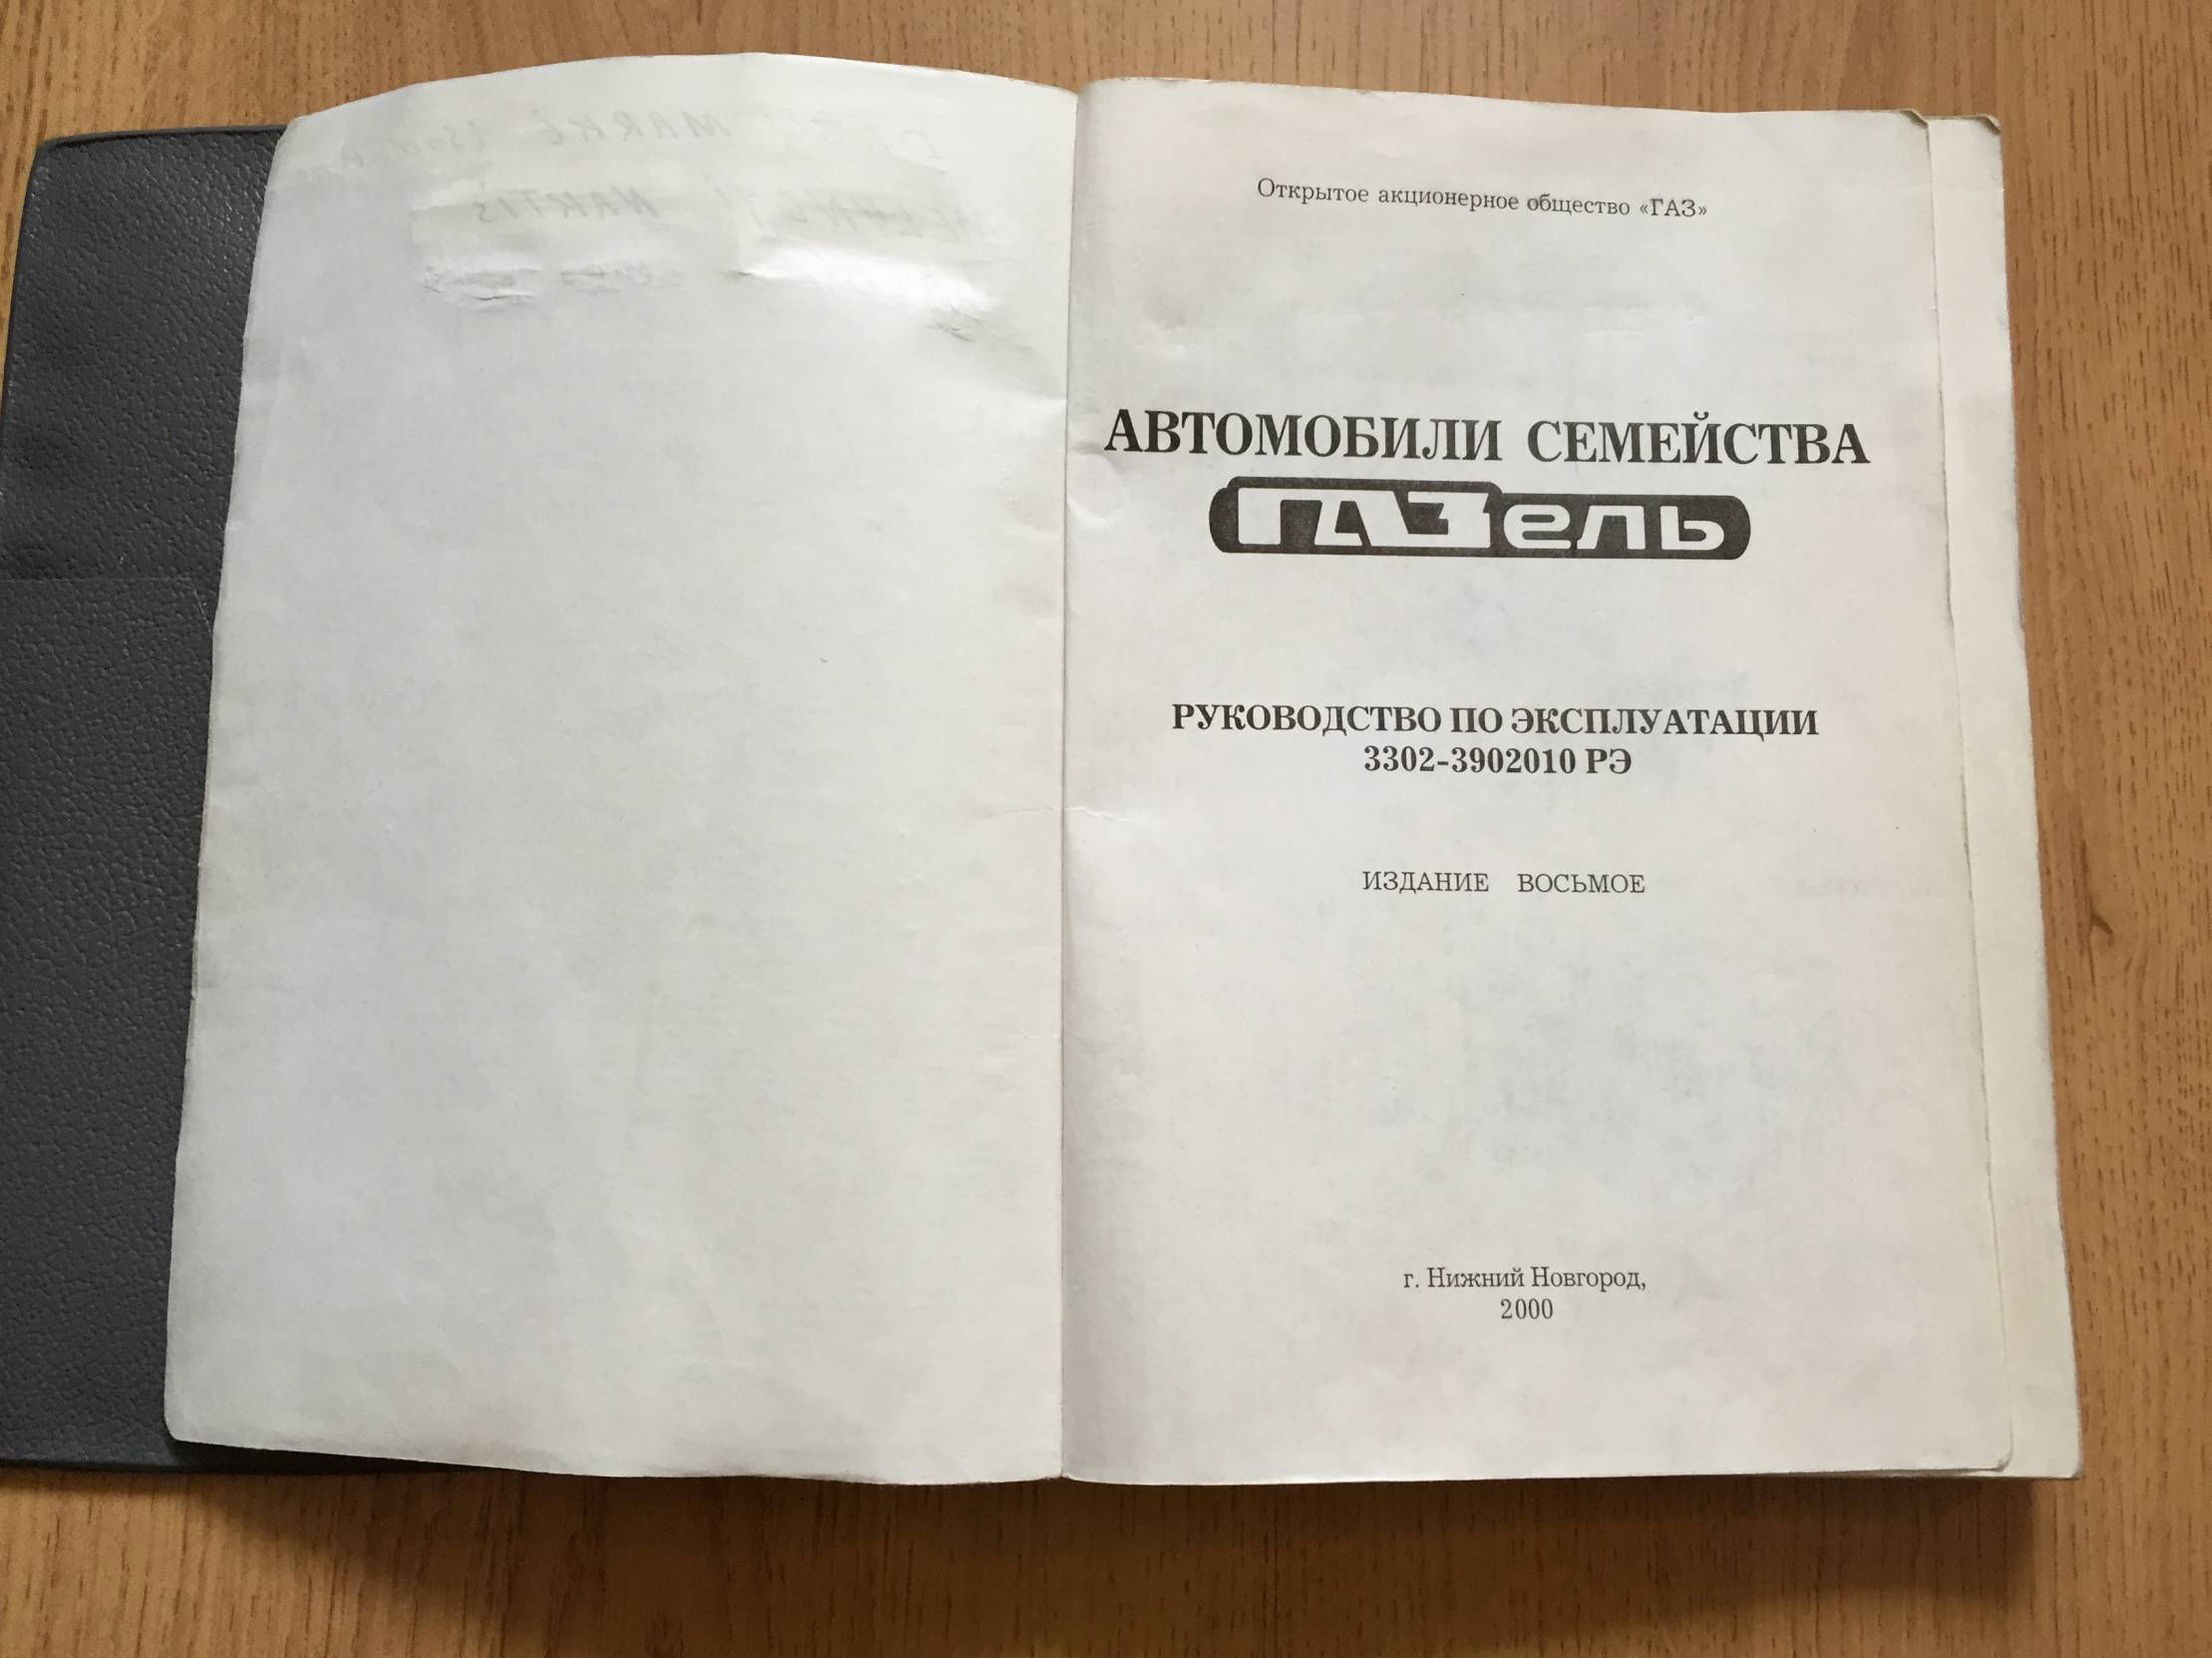 Открытое акционерное общество «ГАЗ»
АВТОМОБИЛИ СЕМЕЙСТВА
ГАЗель
РУКОВОДСТВО ПО ЭКСПЛУАТАЦИИ
3302-3902010 РЭ
ИЗДАНИЕ ВОСЬМОЕ
г. Нижний Новгород,
2000